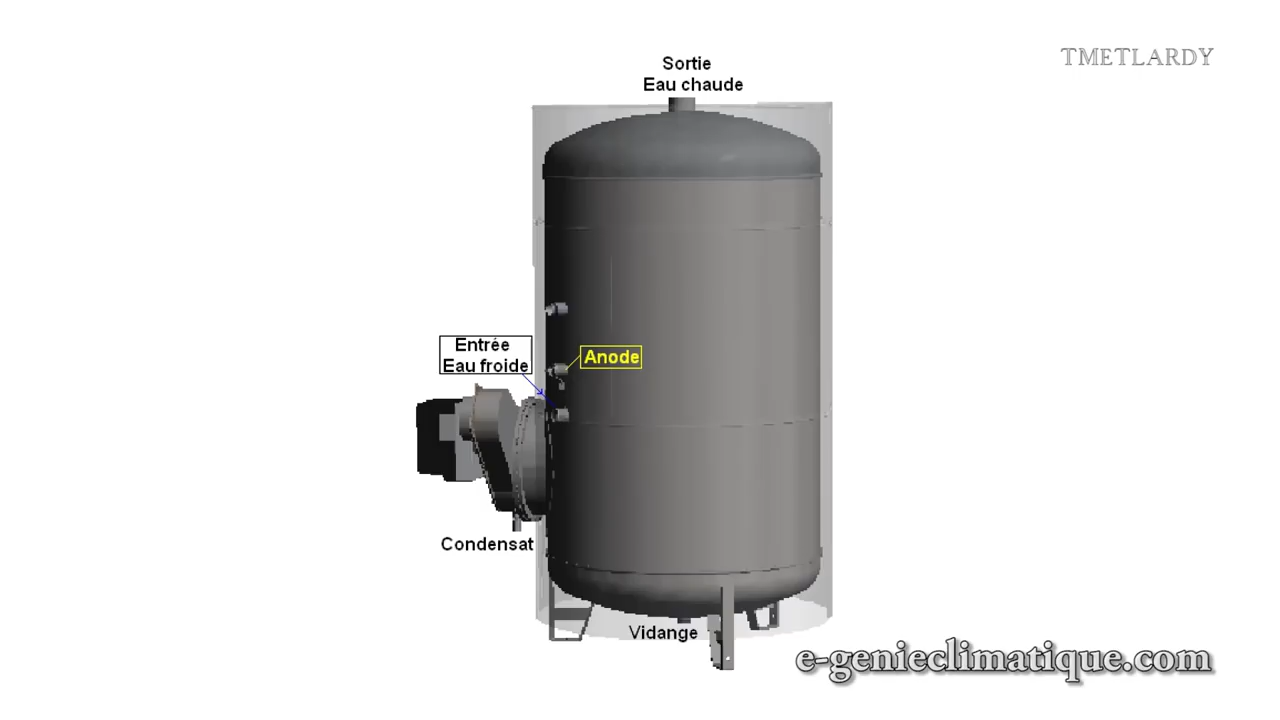 TMETLARDY
Sortie
Eau chaude
Entrée
Eau froide
Anode
Condensat
Vidange
e-genieclimatique.com